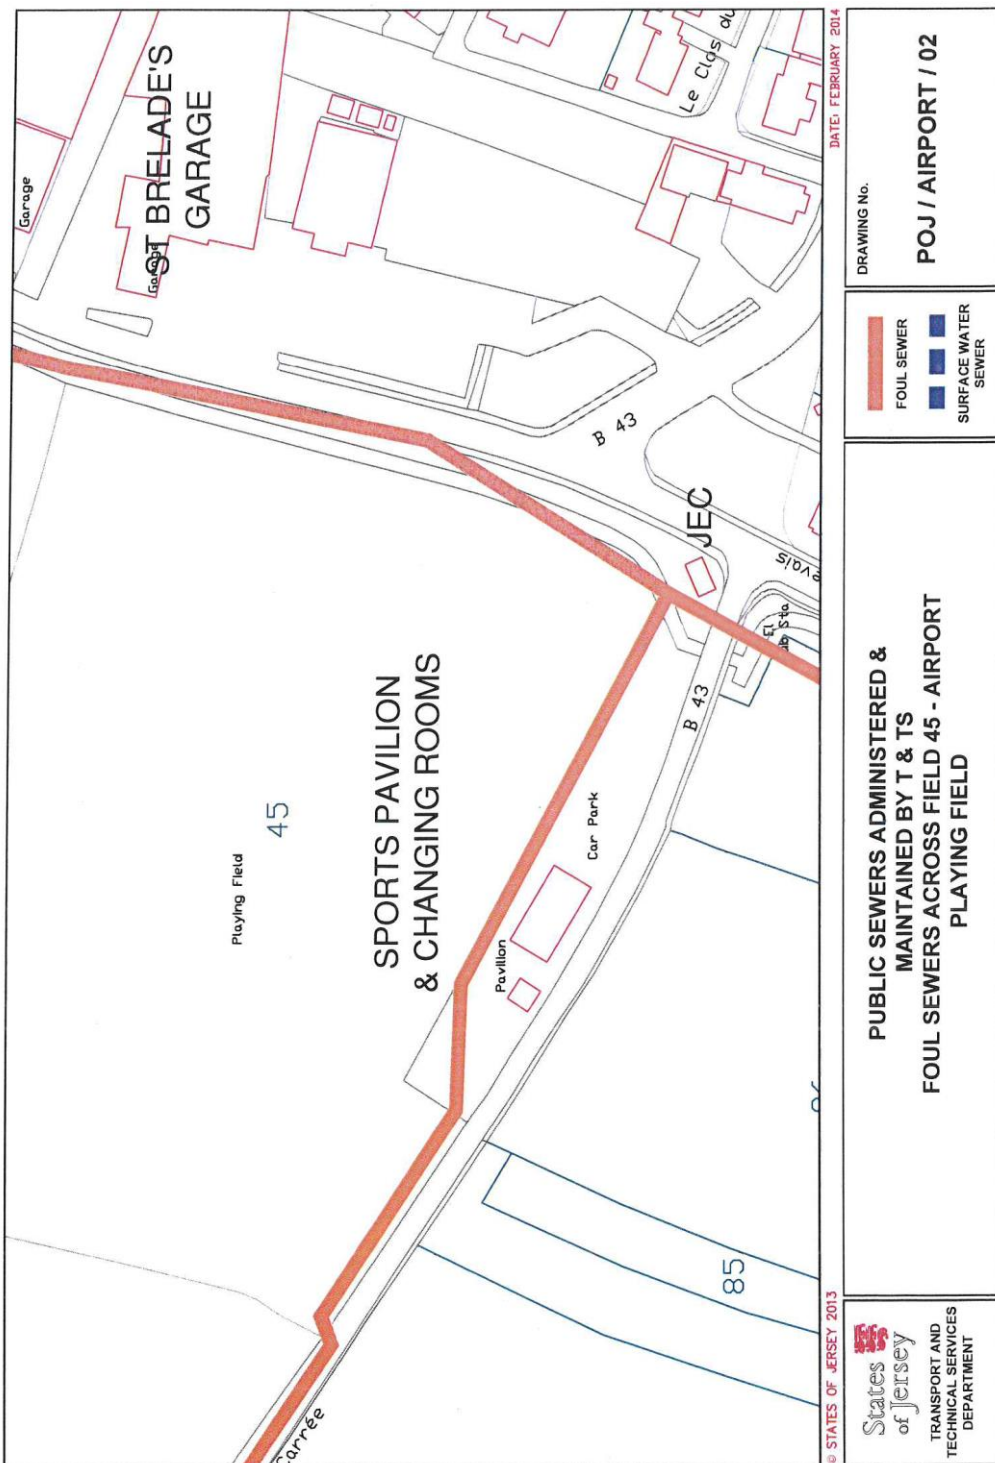 Garage
ST BRELADE'S
GARAGE
Garage
Le Clos du
B 43
JEC
El
Sta
B 43
45
Playing Field
SPORTS PAVILION
& CHANGING ROOMS
Car Park
Pavilion
85
Carrée
© STATES OF JERSEY 2013
DATE: FEBRUARY 2014
States
of Jersey
TRANSPORT AND
TECHNICAL SERVICES
DEPARTMENT
PUBLIC SEWERS ADMINISTERED &
MAINTAINED BY T & TS
FOUL SEWERS ACROSS FIELD 45 - AIRPORT
PLAYING FIELD
FOUL SEWER
SURFACE WATER
SEWER
DRAWING No.
POJ / AIRPORT / 02